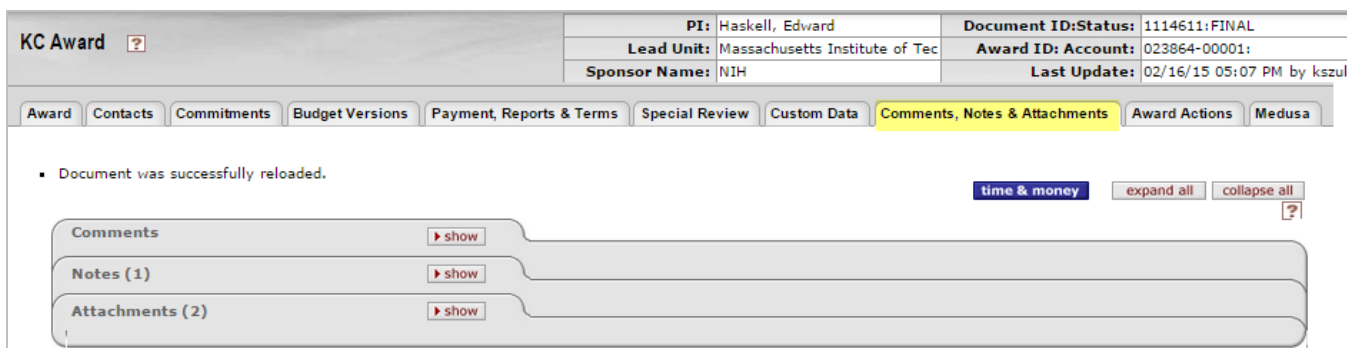 KC Award ?
PI: Haskell, Edward Document ID:Status: 1114611:FINAL
Lead Unit: Massachusetts Institute of Tec Award ID: Account: 023864-00001:
Sponsor Name: NIH Last Update: 02/16/15 05:07 PM by kszul
Award Contacts Commitments Budget Versions Payment, Reports & Terms Special Review Custom Data Comments, Notes & Attachments Award Actions Medusa
Document was successfully reloaded.
time & money expand all collapse all
?
Comments show
Notes (1) show
Attachments (2) show